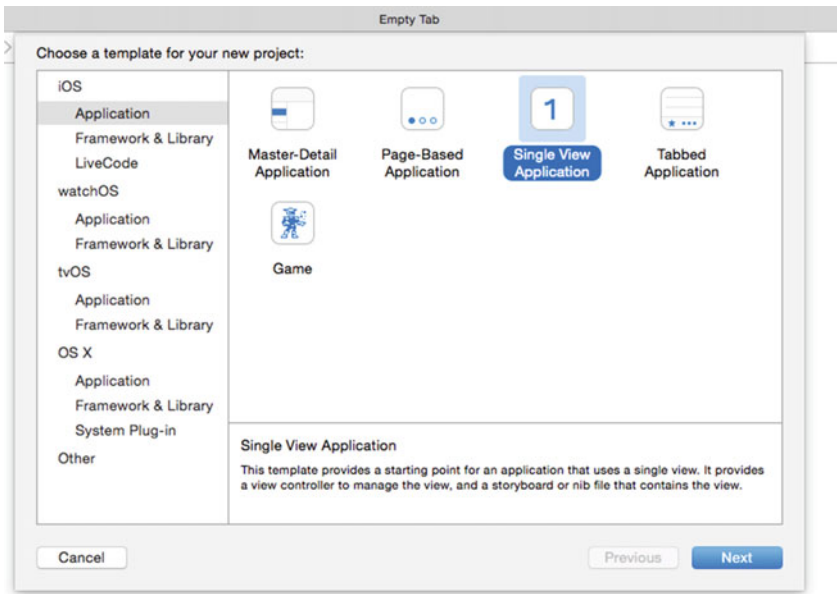 Empty Tab
Choose a template for your new project:
iOS
Application
Framework & Library
LiveCode
watchOS
Application
Framework & Library
tvOS
Application
Framework & Library
OS X
Application
Framework & Library
System Plug-in
Other
Master-Detail
Application
Page-Based
Application
1
Single View
Application
Tabbed
Application
Game
Single View Application
This template provides a starting point for an application that uses a single view. It provides
a view controller to manage the view, and a storyboard or nib file that contains the view.
Cancel
Previous
Next